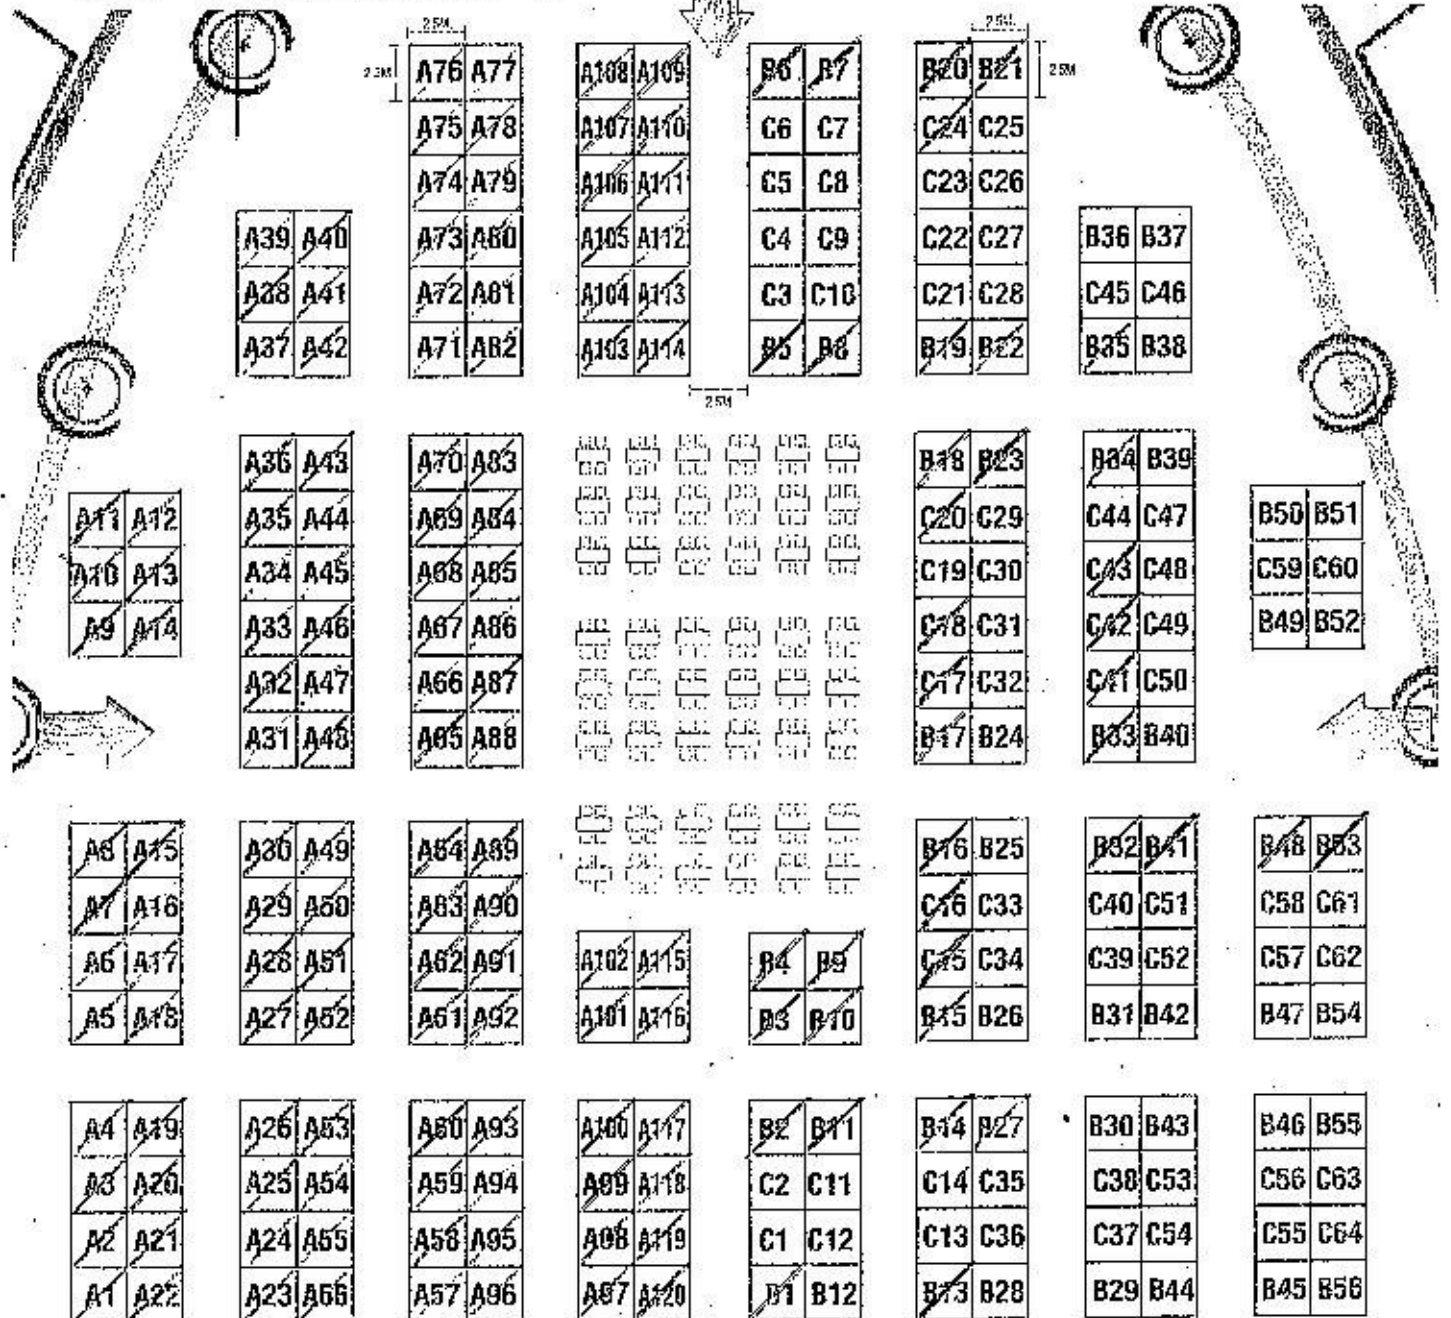 2.5M 2.5M
2.5M A76 A77 A108 A109 B6 B7 B20 B21 2.5M
A75 A78 A107 A110 C6 C7 C24 C25
A74 A79 A106 A111 C5 C8 C23 C26
A39 A40 A73 A80 A105 A112 C4 C9 C22 C27 B36 B37
A38 A41 A72 A81 A104 A113 C3 C10 C21 C28 C45 C46
A37 A42 A71 A82 A103 A114 B5 B8 B19 B22 B35 B38
2.5M
A36 A43 A70 A83 B18 B23 B34 B39
A11 A12 A35 A44 A69 A84 C20 C29 C44 C47 B50 B51
A10 A13 A34 A45 A68 A85 C19 C30 C43 C48 C59 C60
A9 A14 A33 A46 A67 A86 C18 C31 C42 C49 B49 B52
A32 A47 A66 A87 C17 C32 C41 C50
A31 A48 A65 A88 B17 B24 B33 B40
A8 A15 A30 A49 A64 A89 B16 B25 B32 B41 B48 B53
A7 A16 A29 A50 A63 A90 C16 C33 C40 C51 C58 C61
A6 A17 A28 A51 A62 A91 A102 A115 B4 B9 C15 C34 C39 C52 C57 C62
A5 A18 A27 A52 A61 A92 A101 A116 B3 B10 B15 B26 B31 B42 B47 B54
A4 A19 A26 A53 A60 A93 A100 A117 B2 B11 B14 B27 B30 B43 B46 B55
A3 A20 A25 A54 A59 A94 A99 A118 C2 C11 C14 C35 C38 C53 C56 C63
A2 A21 A24 A55 A58 A95 A98 A119 C1 C12 C13 C36 C37 C54 C55 C64
A1 A22 A23 A56 A57 A96 A97 A120 B1 B12 B13 B28 B29 B44 B45 B56